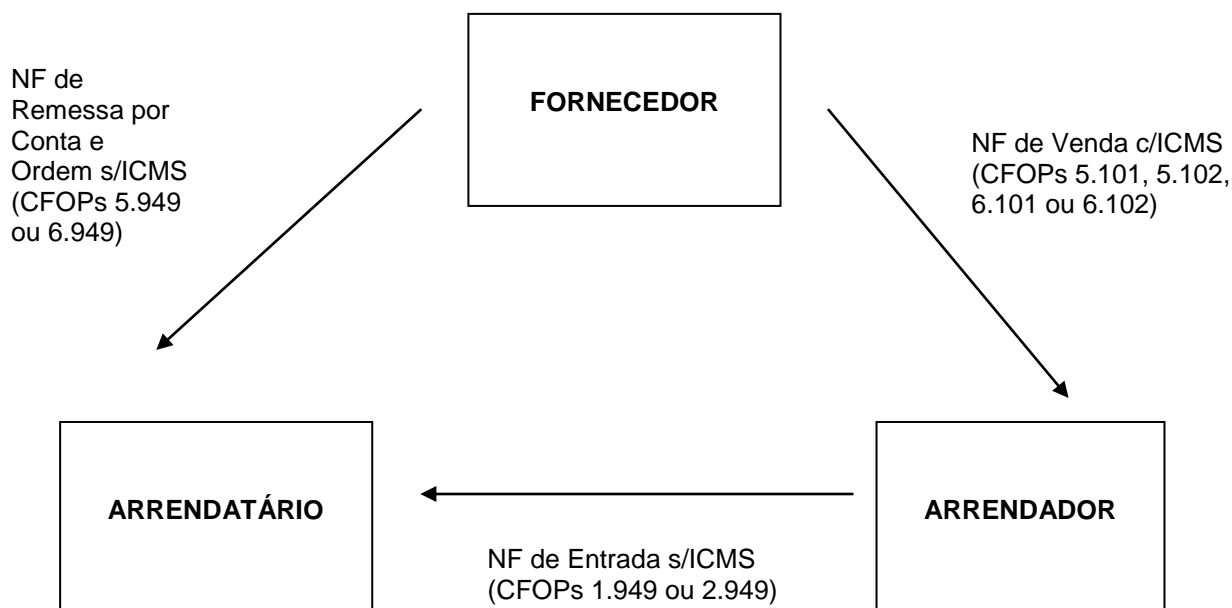 FORNECEDOR
NF de
Remessa por
Conta e
Ordem s/ICMS
(CFOPs 5.949
ou 6.949)
NF de Venda c/ICMS
(CFOPs 5.101, 5.102,
6.101 ou 6.102)
ARRENDATÁRIO
ARRENDADOR
NF de Entrada s/ICMS
(CFOPs 1.949 ou 2.949)